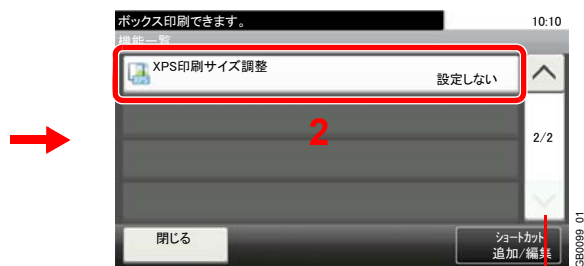 ボックス印刷できます。
10:10
機能一覧
XPS印刷サイズ調整
設定しない
2
2/2
閉じる
ショートカット
追加/編集
GB0099_01